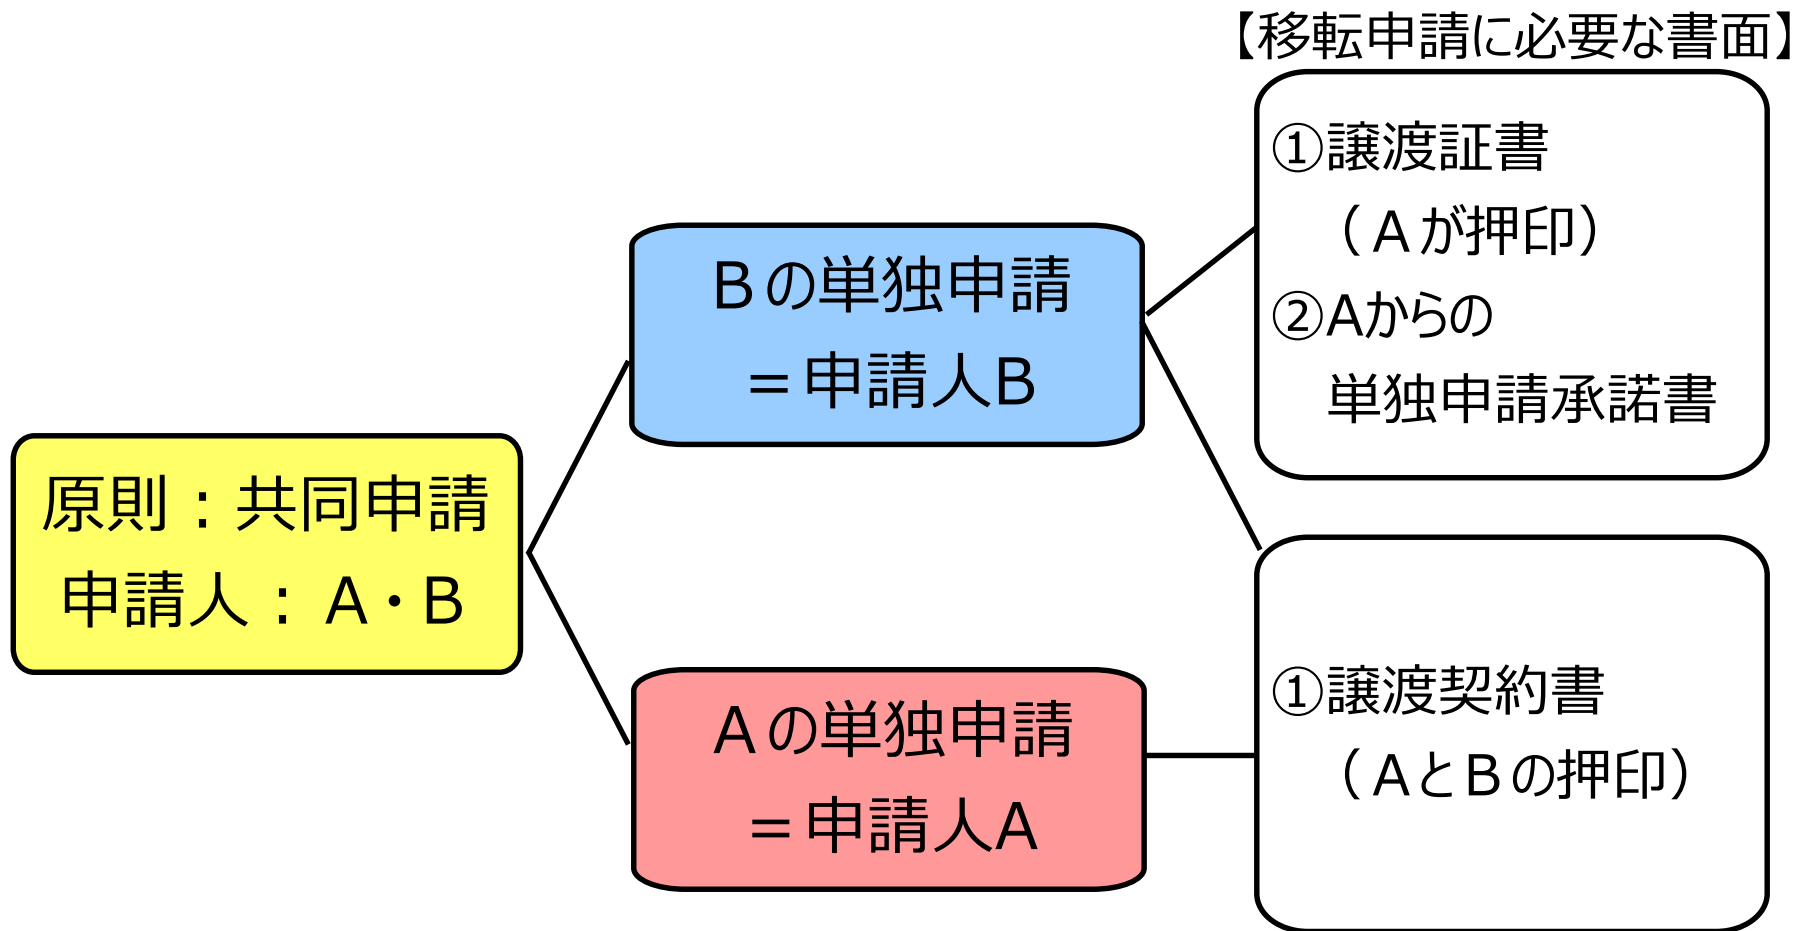 【移転申請に必要な書面】
①譲渡証書
（Aが押印）
②Aからの
単独申請承諾書
Bの単独申請
＝申請人B
原則：共同申請
申請人：A・B
Aの単独申請
＝申請人A
①譲渡契約書
（AとBの押印）